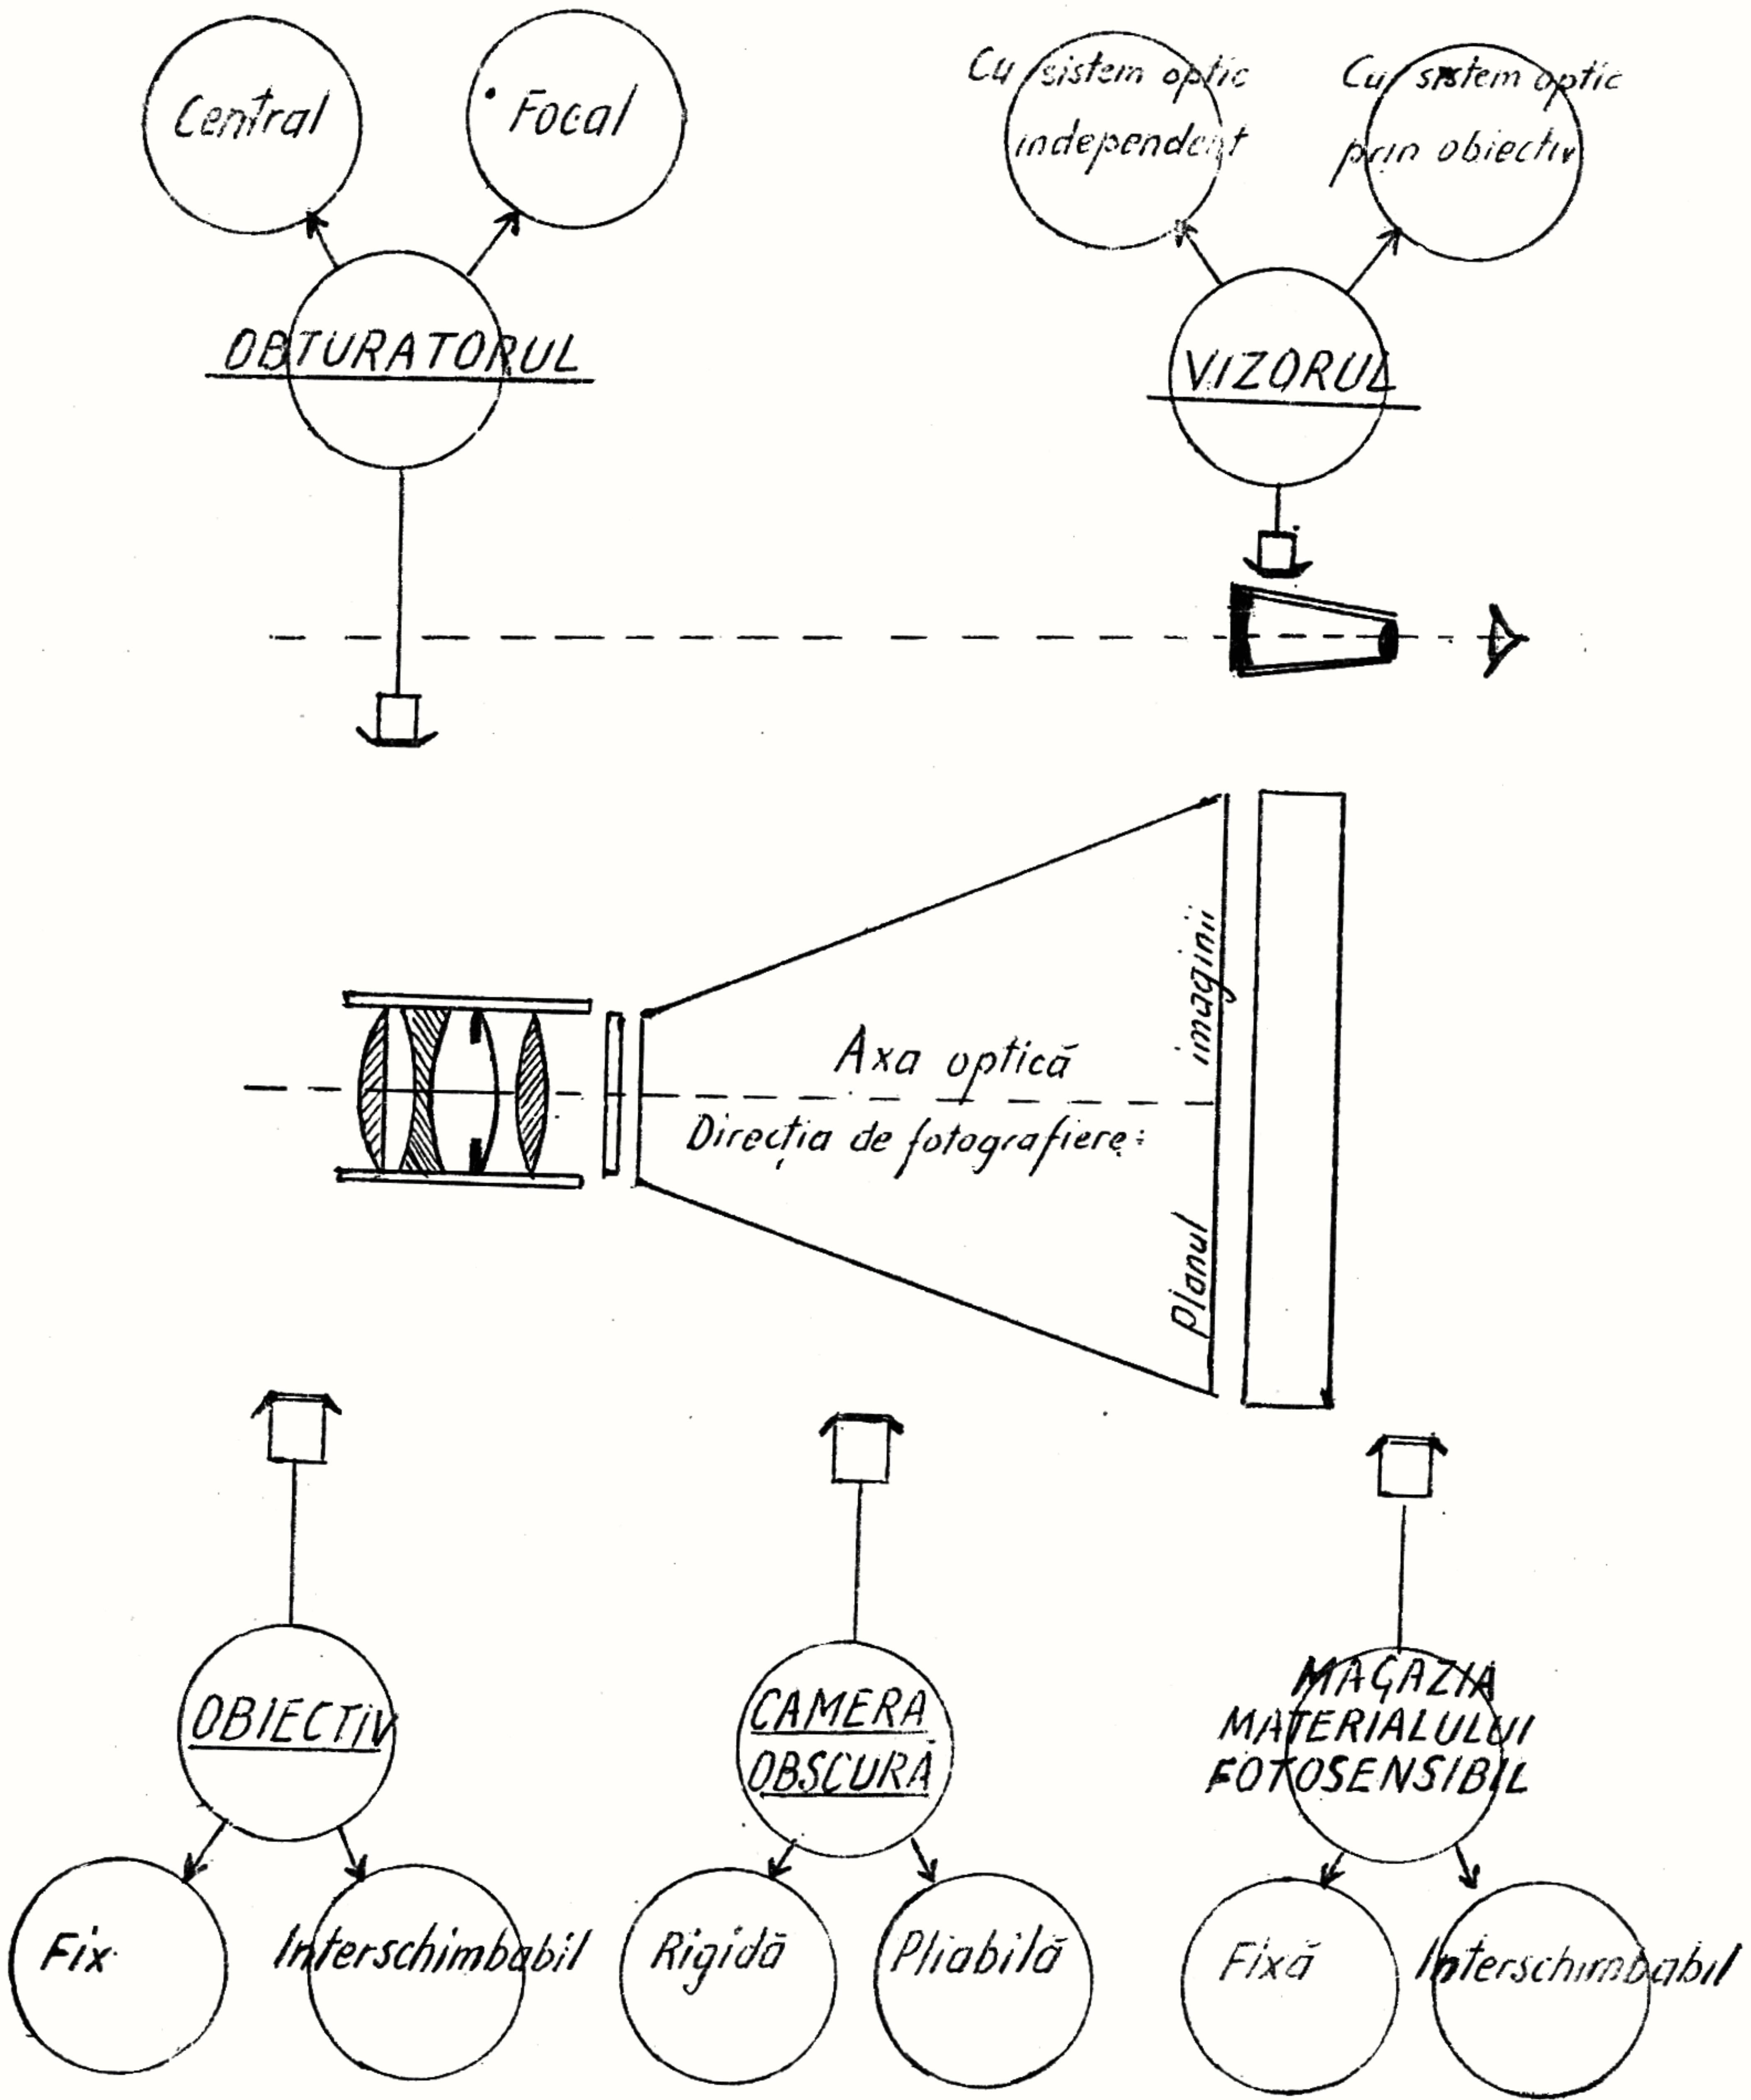 Central
Focal
Cu sistem optic
independent
Cu sistem optic
prin obiectiv
OBTURATORUL
VIZORUL
Axa optică
Direcția de fotografiere
planul imaginii
OBIECTIV
CAMERA
OBSCURĂ
MAGAZIA
MATERIALULUI
FOTOSENSIBIL
Fix
Interschimbabil
Rigidă
Pliabilă
Fixă
Interschimbabil